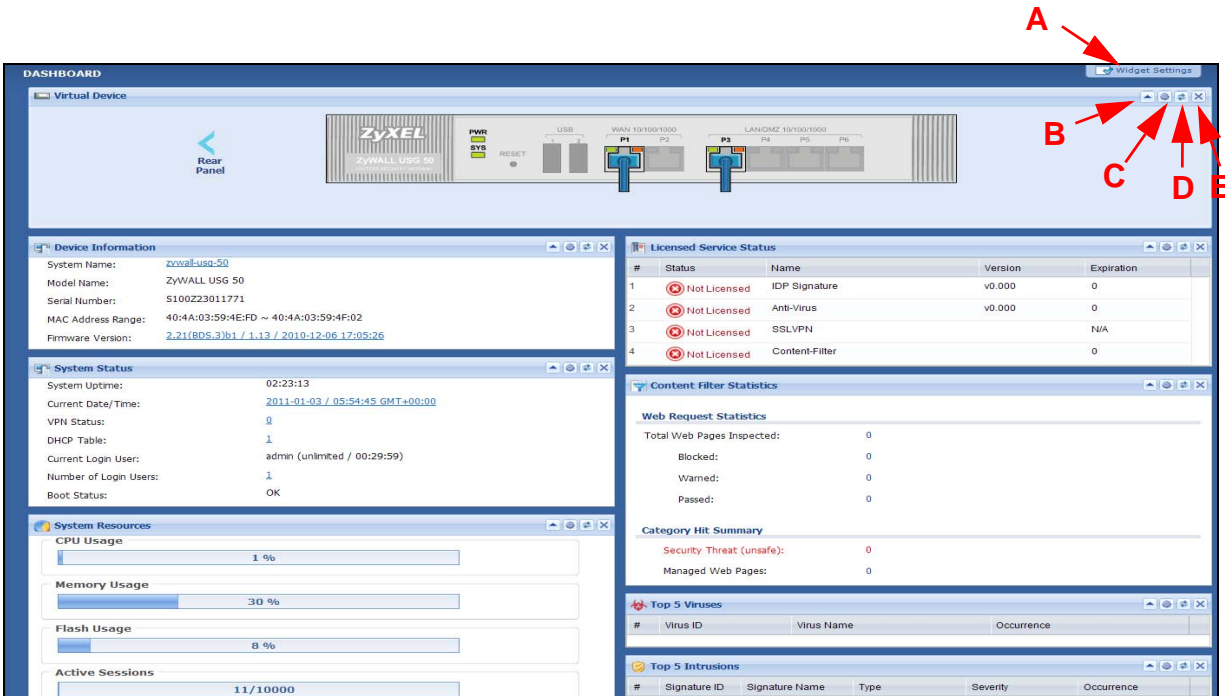 A
DASHBOARD
Widget Settings
Virtual Device
B
C
D
E
Rear
Panel
ZyXEL
ZyWALL USG 50
PWR
SYS
RESET
USB
1 2
WAN 10/100/1000
P1 P2
LAN/DMZ 10/100/1000
P3 P4 P5 P6
Device Information
System Name: zywall-usg-50
Model Name: ZyWALL USG 50
Serial Number: S100Z23011771
MAC Address Range: 40:4A:03:59:4E:FD ~ 40:4A:03:59:4F:02
Firmware Version: 2.21(BDS.3)b1 / 1.13 / 2010-12-06 17:05:26
System Status
System Uptime: 02:23:13
Current Date/Time: 2011-01-03 / 05:54:45 GMT+00:00
VPN Status: 0
DHCP Table: 1
Current Login User: admin (unlimited / 00:29:59)
Number of Login Users: 1
Boot Status: OK
System Resources
CPU Usage
1 %
Memory Usage
30 %
Flash Usage
8 %
Active Sessions
11/10000
Licensed Service Status
# Status Name Version Expiration
1 Not Licensed IDP Signature v0.000 0
2 Not Licensed Anti-Virus v0.000 0
3 Not Licensed SSLVPN N/A
4 Not Licensed Content-Filter 0
Content Filter Statistics
Web Request Statistics
Total Web Pages Inspected: 0
Blocked: 0
Warned: 0
Passed: 0
Category Hit Summary
Security Threat (unsafe): 0
Managed Web Pages: 0
Top 5 Viruses
# Virus ID Virus Name Occurrence
Top 5 Intrusions
# Signature ID Signature Name Type Severity Occurrence